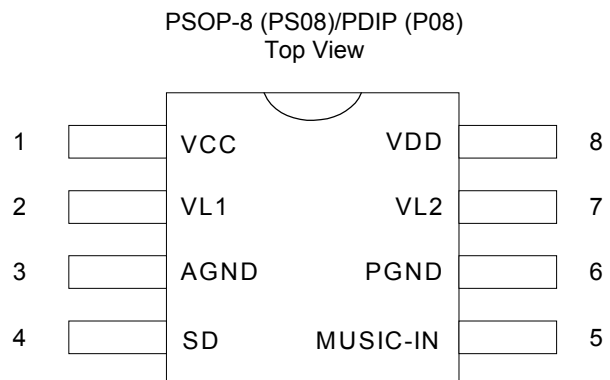 PSOP-8 (PS08)/PDIP (P08)
Top View
1 VCC VDD 8
2 VL1 VL2 7
3 AGND PGND 6
4 SD MUSIC-IN 5